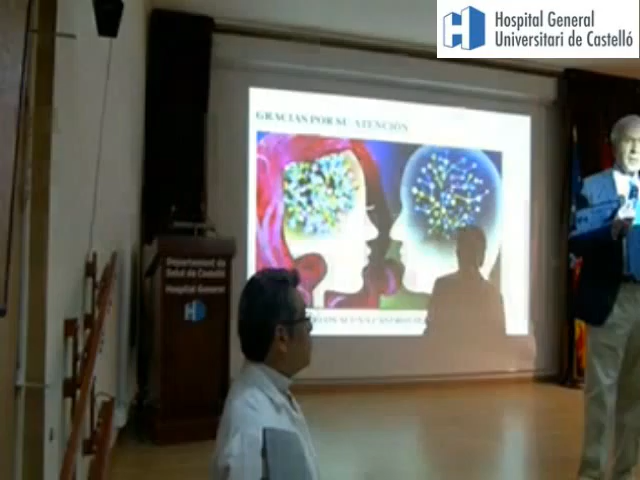 Hospital General
Universitari de Castelló
GRACIAS POR SU ATENCIÓN
Departament de
Salut de Castelló
Hospital General